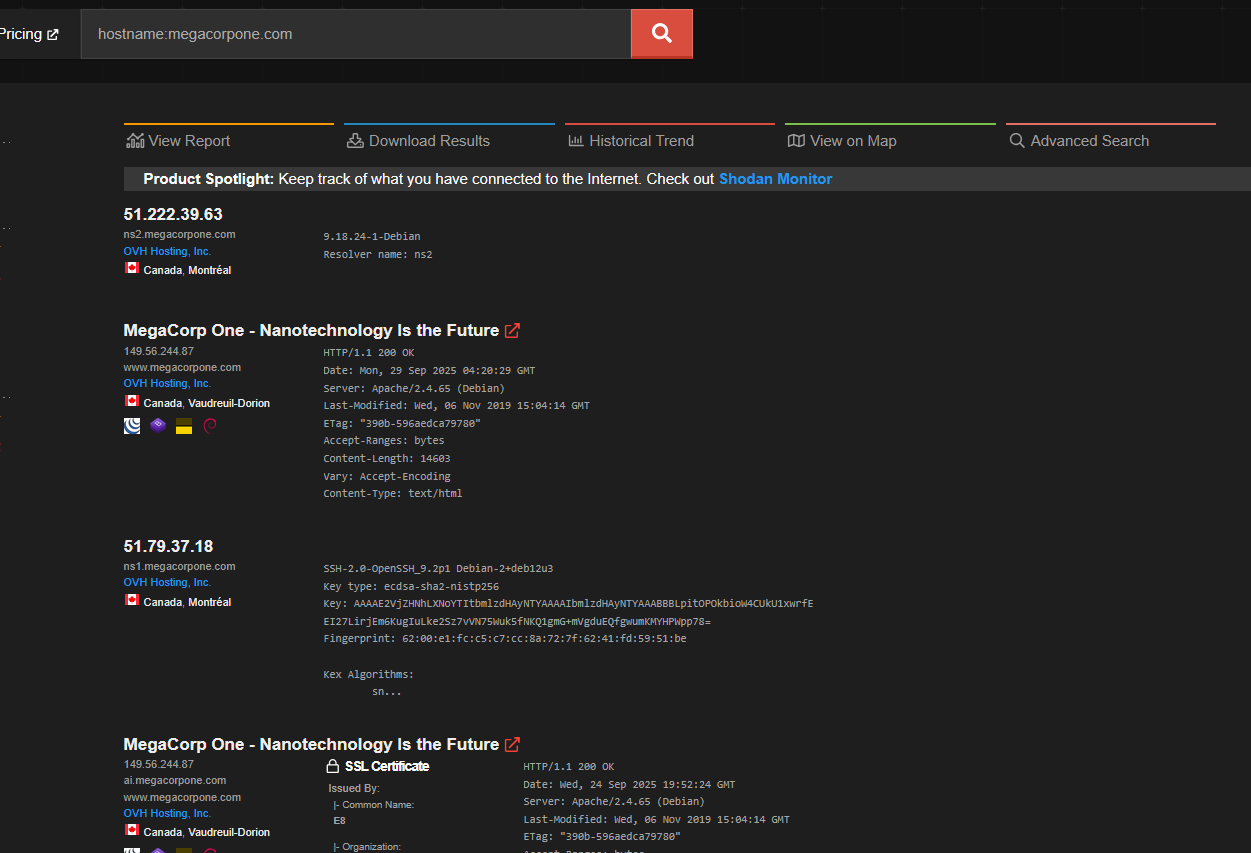 Pricing
hostname:megacorpone.com
View Report
Download Results
Historical Trend
View on Map
Advanced Search
Product Spotlight: Keep track of what you have connected to the Internet. Check out Shodan Monitor
51.222.39.63
ns2.megacorpone.com
OVH Hosting, Inc.
Canada, Montréal
9.18.24-1-Debian
Resolver name: ns2
MegaCorp One - Nanotechnology Is the Future
149.56.244.87
www.megacorpone.com
OVH Hosting, Inc.
Canada, Vaudreuil-Dorion
HTTP/1.1 200 OK
Date: Mon, 29 Sep 2025 04:20:29 GMT
Server: Apache/2.4.65 (Debian)
Last-Modified: Wed, 06 Nov 2019 15:04:14 GMT
ETag: "390b-596aedca79780"
Accept-Ranges: bytes
Content-Length: 14603
Vary: Accept-Encoding
Content-Type: text/html
51.79.37.18
ns1.megacorpone.com
OVH Hosting, Inc.
Canada, Montréal
SSH-2.0-OpenSSH_9.2p1 Debian-2+deb12u3
Key type: ecdsa-sha2-nistp256
Key: AAAAE2VjZHNhLXNoYTItbmlzdHAyNTYAAAAIbmlzdHAyNTYAAABBBLpitOPOkbioW4CUkU1xwrfE
EI27LirjEm6KugIuLke2Sz7vVN75Wuk5fNKQ1gmG+mVgduEQfgwumKMYHPWpp78=
Fingerprint: 62:00:e1:fc:c5:c7:cc:8a:72:7f:62:41:fd:59:51:be
Kex Algorithms:
sn...
MegaCorp One - Nanotechnology Is the Future
149.56.244.87
ai.megacorpone.com
www.megacorpone.com
OVH Hosting, Inc.
Canada, Vaudreuil-Dorion
SSL Certificate
Issued By:
|- Common Name:
E8
|- Organization:
HTTP/1.1 200 OK
Date: Wed, 24 Sep 2025 19:52:24 GMT
Server: Apache/2.4.65 (Debian)
Last-Modified: Wed, 06 Nov 2019 15:04:14 GMT
ETag: "390b-596aedca79780"